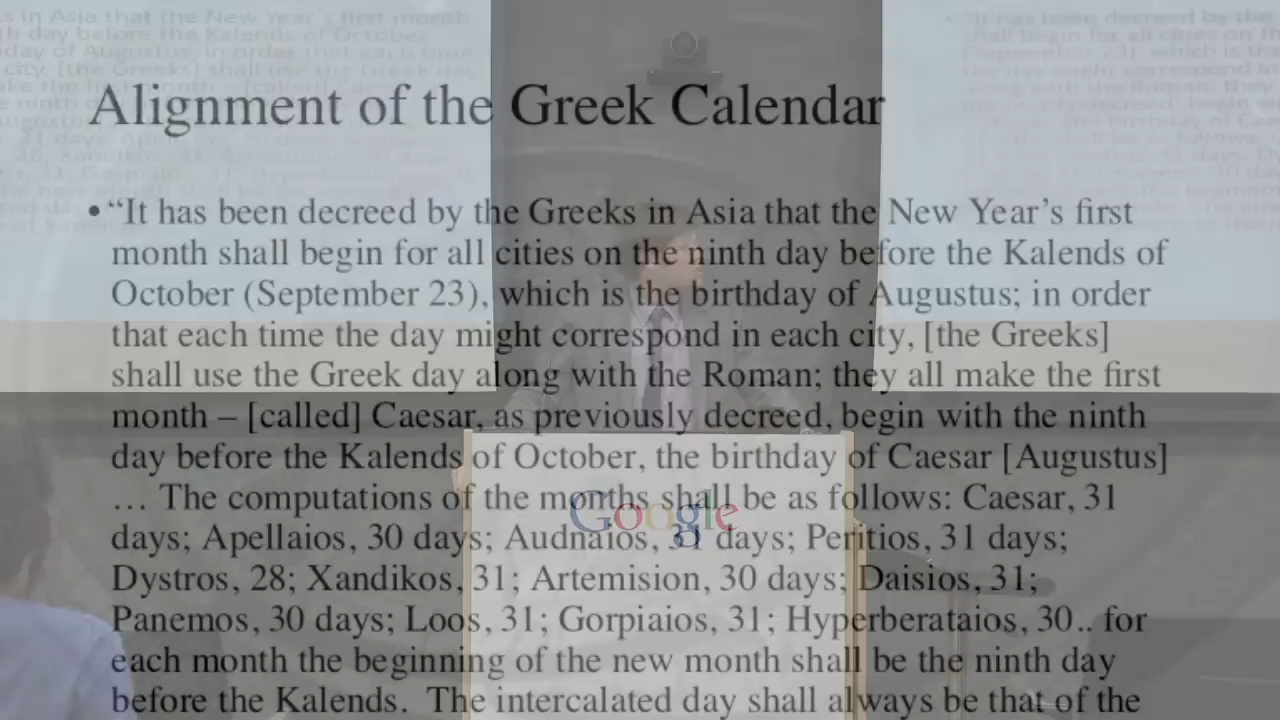 Alignment of the Greek Calendar
• “It has been decreed by the Greeks in Asia that the New Year’s first
month shall begin for all cities on the ninth day before the Kalends of
October (September 23), which is the birthday of Augustus; in order
that each time the day might correspond in each city, [the Greeks]
shall use the Greek day along with the Roman; they all make the first
month – [called] Caesar, as previously decreed, begin with the ninth
day before the Kalends of October, the birthday of Caesar [Augustus]
… The computations of the months shall be as follows: Caesar, 31
days; Apellaios, 30 days; Audnaios, 31 days; Peritios, 31 days;
Dystros, 28; Xandikos, 31; Artemision, 30 days; Daisios, 31;
Panemos, 30 days; Loos, 31; Gorpiaios, 31; Hyperberataios, 30.. for
each month the beginning of the new month shall be the ninth day
before the Kalends. The intercalated day shall always be that of the
Google